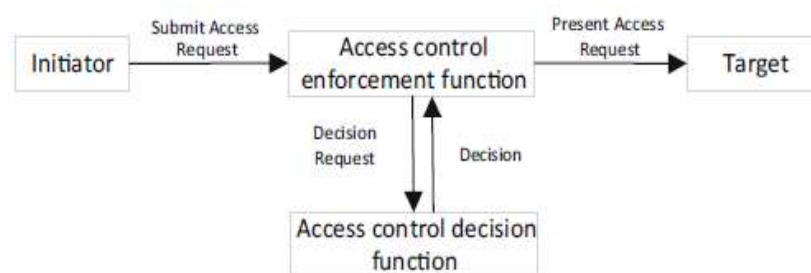 Submit Access
Request
Present Access
Request
Initiator
Access control
enforcement function
Target
Decision
Request
Decision
Access control decision
function